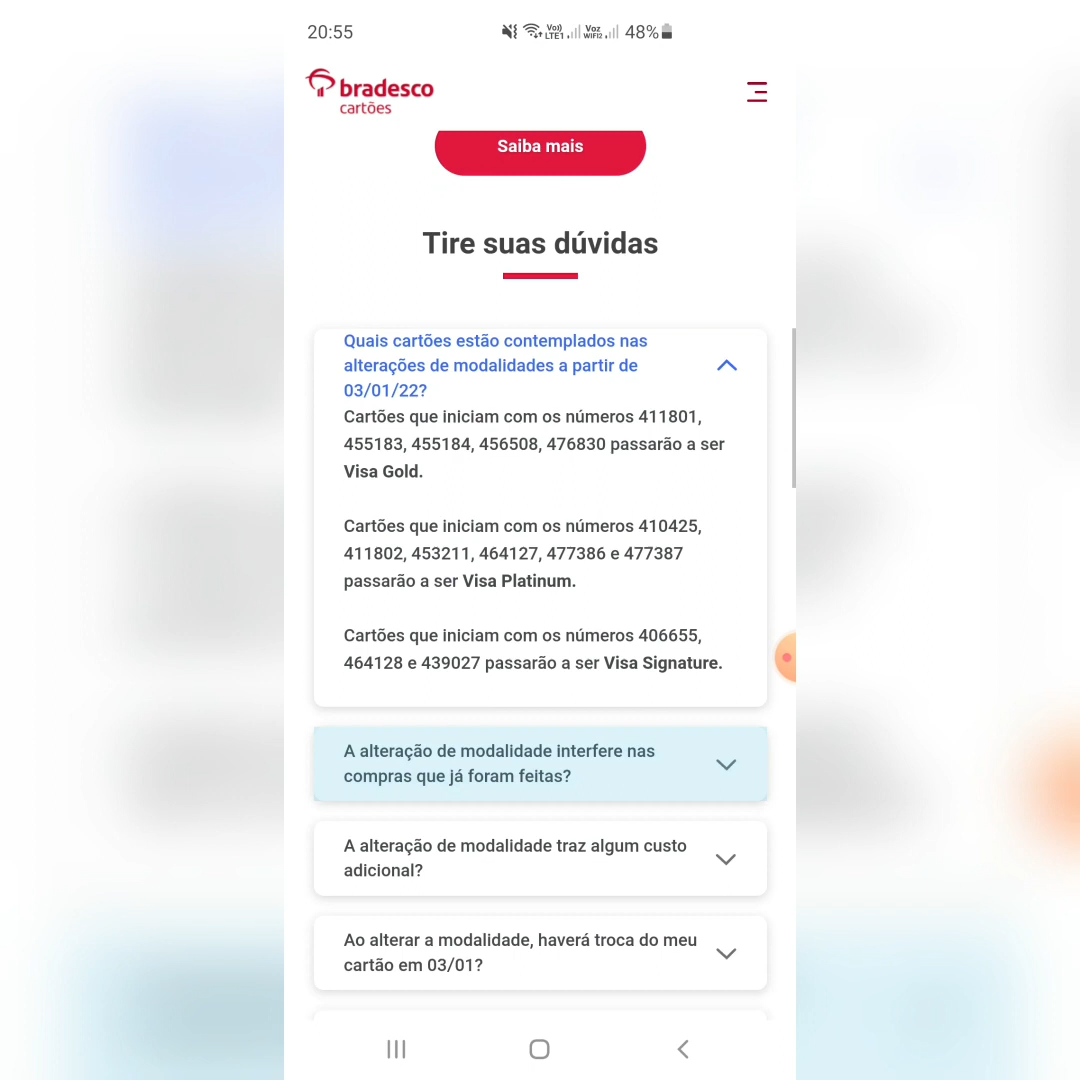 20:55
Vo))
LTE1
Voz
WIFI2
48%
bradesco
cartões
Saiba mais
Tire suas dúvidas
Quais cartões estão contemplados nas
alterações de modalidades a partir de
03/01/22?
Cartões que iniciam com os números 411801,
455183, 455184, 456508, 476830 passarão a ser
Visa Gold.
Cartões que iniciam com os números 410425,
411802, 453211, 464127, 477386 e 477387
passarão a ser Visa Platinum.
Cartões que iniciam com os números 406655,
464128 e 439027 passarão a ser Visa Signature.
A alteração de modalidade interfere nas
compras que já foram feitas?
A alteração de modalidade traz algum custo
adicional?
Ao alterar a modalidade, haverá troca do meu
cartão em 03/01?